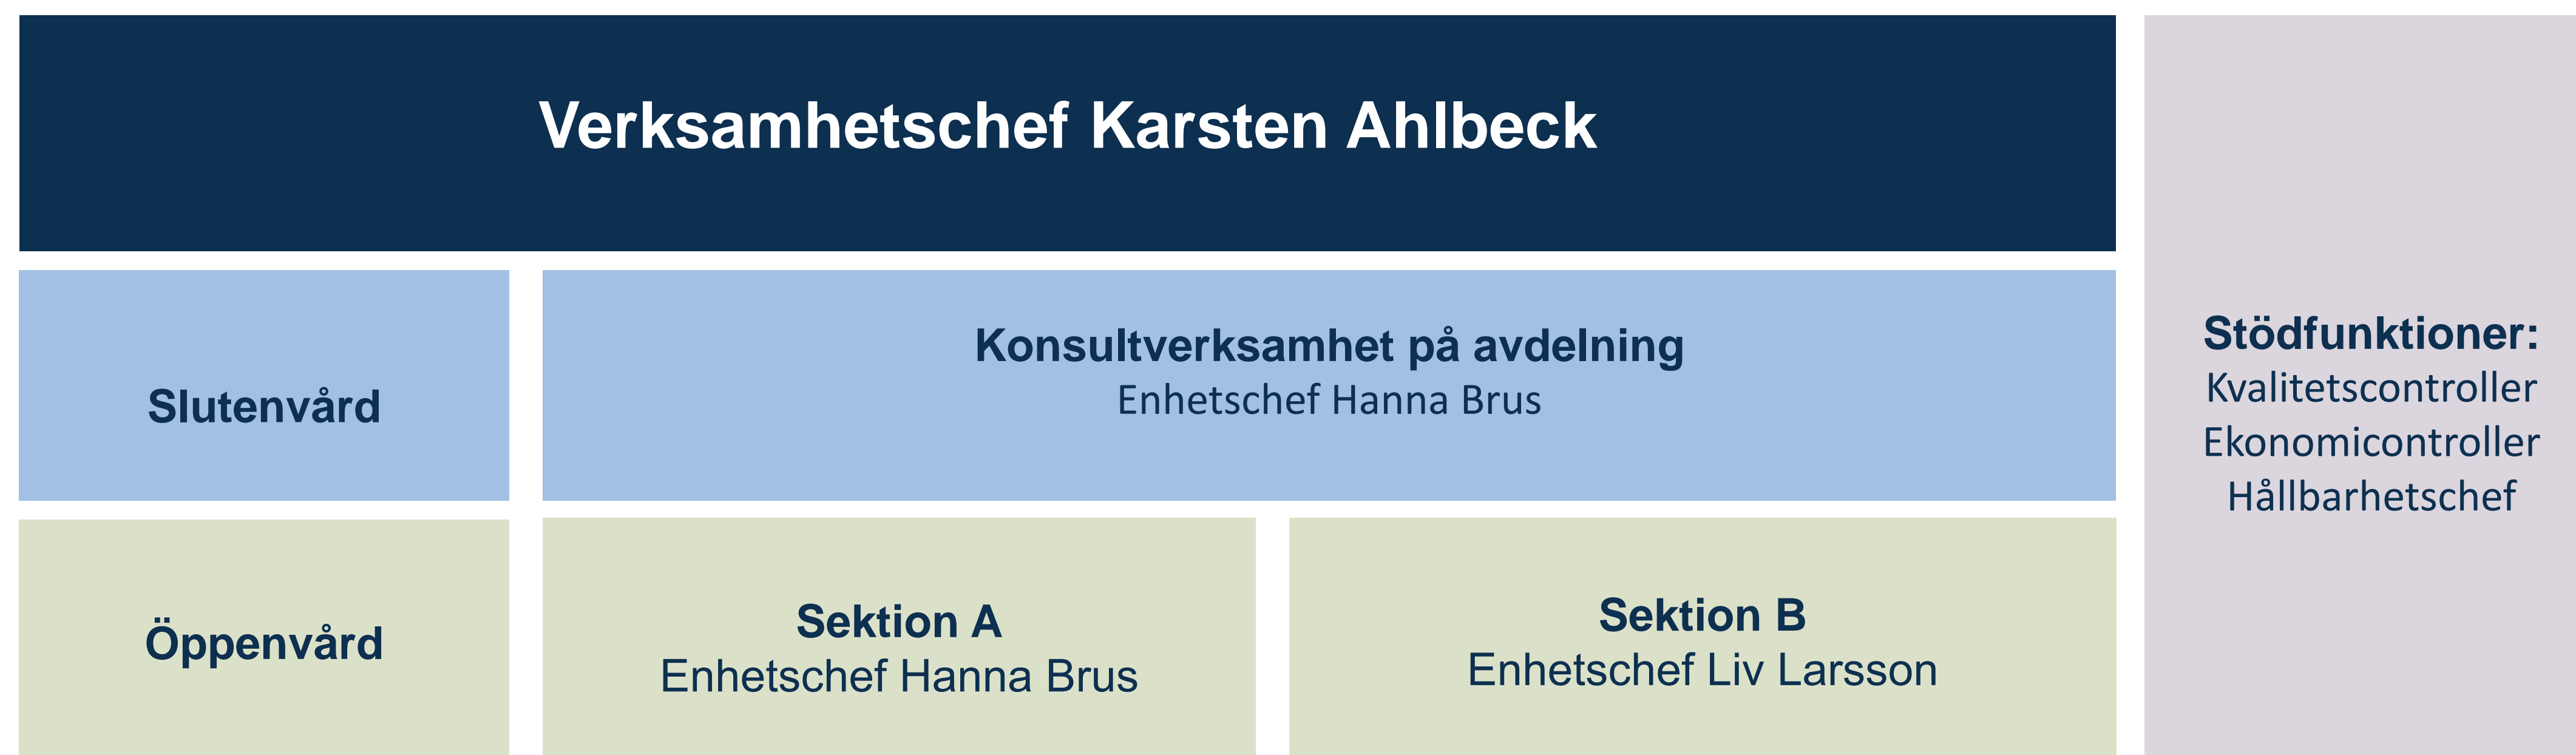 Verksamhetschef Karsten Ahlbeck
Slutenvård
Konsultverksamhet på avdelning
Enhetschef Hanna Brus
Öppenvård
Sektion A
Enhetschef Hanna Brus
Sektion B
Enhetschef Liv Larsson
Stödfunktioner:
Kvalitetscontroller
Ekonomicontroller
Hållbarhetschef